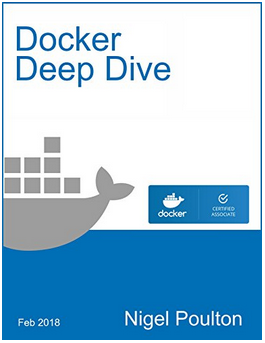 Docker
Deep Dive
docker
CERTIFIED
ASSOCIATE
Feb 2018
Nigel Poulton